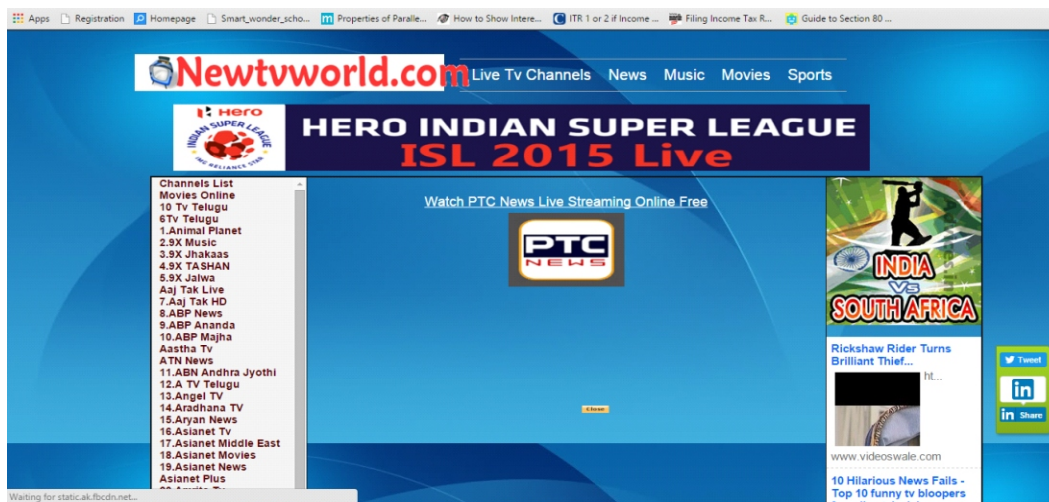 Apps Registration Homepage Smart_wonder_scho... Properties of Paralle... How to Show Intere... ITR 1 or 2 if Income ... Filing Income Tax R... Guide to Section 80 ...
Newtvworld.com
Live Tv Channels News Music Movies Sports
Hero
INDIAN SUPER LEAGUE
HERO INDIAN SUPER LEAGUE
ISL 2015 Live
Channels List
Movies Online
10 Tv Telugu
6Tv Telugu
1.Animal Planet
2.9X Music
3.9X Jhakaas
4.9X TASHAN
5.9X Jalwa
Aaj Tak Live
7.Aaj Tak HD
8.ABP News
9.ABP Ananda
10.ABP Majha
Aastha Tv
ATN News
11.ABN Andhra Jyothi
12.A TV Telugu
13.Angel TV
14.Aradhana TV
15.Aryan News
16.Asianet Tv
17.Asianet Middle East
18.Asianet Movies
19.Asianet News
Asianet Plus
Watch PTC News Live Streaming Online Free
PTC
NEWS
Close
INDIA
Vs
SOUTH AFRICA
Rickshaw Rider Turns
Brilliant Thief...
ht...
www.videoswale.com
10 Hilarious News Fails -
Top 10 funny tv bloopers
Tweet
in
in Share
Waiting for static.ak.fbcdn.net...